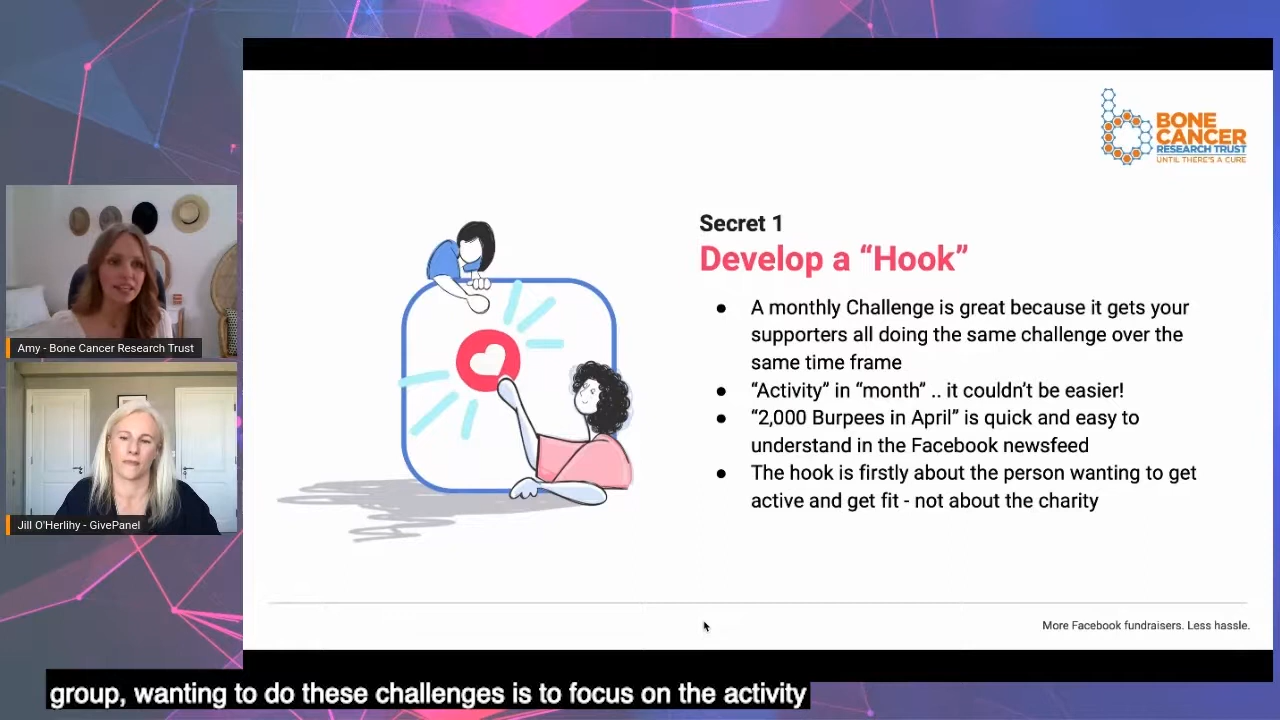 BONE
CANCER
RESEARCH TRUST
UNTIL THERE'S A CURE
Secret 1
Develop a “Hook”
● A monthly Challenge is great because it gets your
supporters all doing the same challenge over the
same time frame
● “Activity” in “month” .. it couldn’t be easier!
● “2,000 Burpees in April” is quick and easy to
understand in the Facebook newsfeed
● The hook is firstly about the person wanting to get
active and get fit - not about the charity
More Facebook fundraisers. Less hassle.
Amy - Bone Cancer Research Trust
Jill O'Herlihy - GivePanel
group, wanting to do these challenges is to focus on the activity